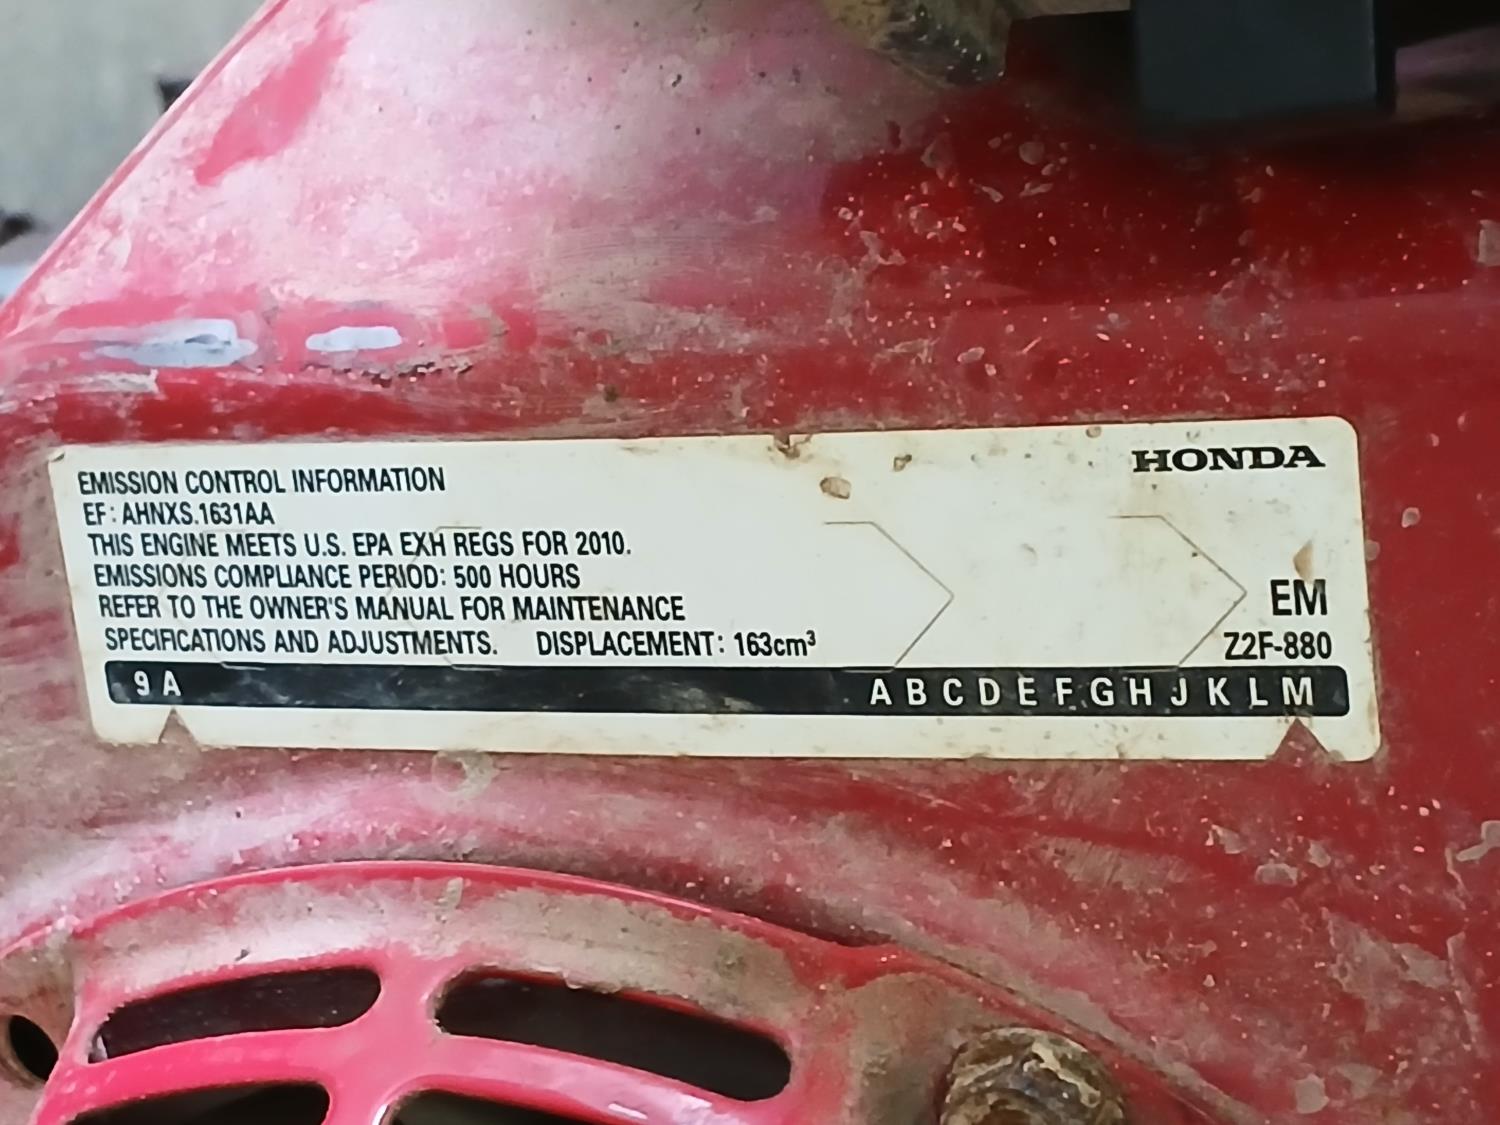 HONDA
EMISSION CONTROL INFORMATION
EF: AHNXS.1631AA
THIS ENGINE MEETS U.S. EPA EXH REGS FOR 2010.
EMISSIONS COMPLIANCE PERIOD: 500 HOURS
REFER TO THE OWNER'S MANUAL FOR MAINTENANCE
SPECIFICATIONS AND ADJUSTMENTS. DISPLACEMENT: 163cm³
EM
Z2F-880
9 A A B C D E F G H J K L M